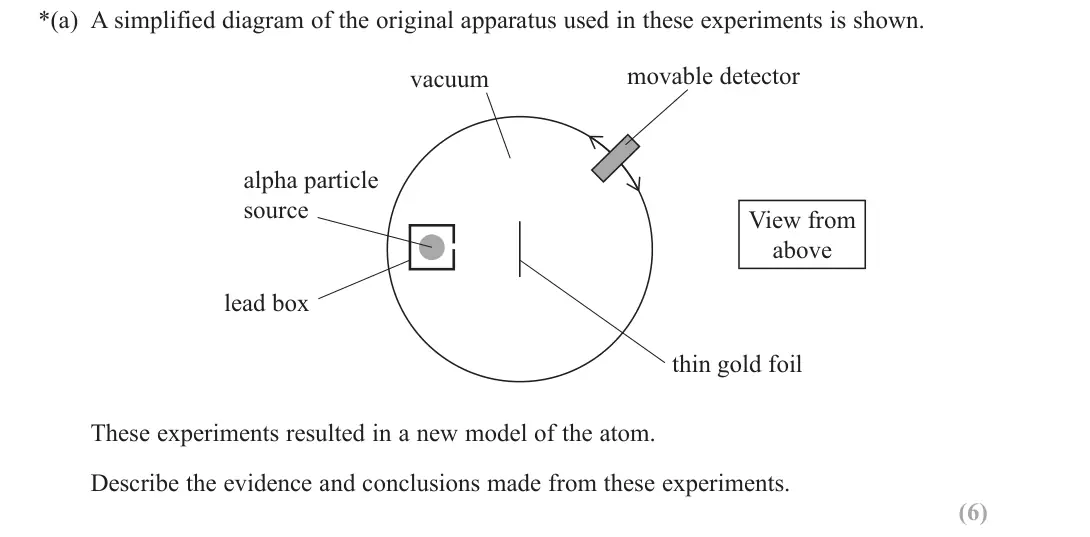 *(a) A simplified diagram of the original apparatus used in these experiments is shown.
vacuum
movable detector
alpha particle
source
View from
above
lead box
thin gold foil
These experiments resulted in a new model of the atom.
Describe the evidence and conclusions made from these experiments.
(6)